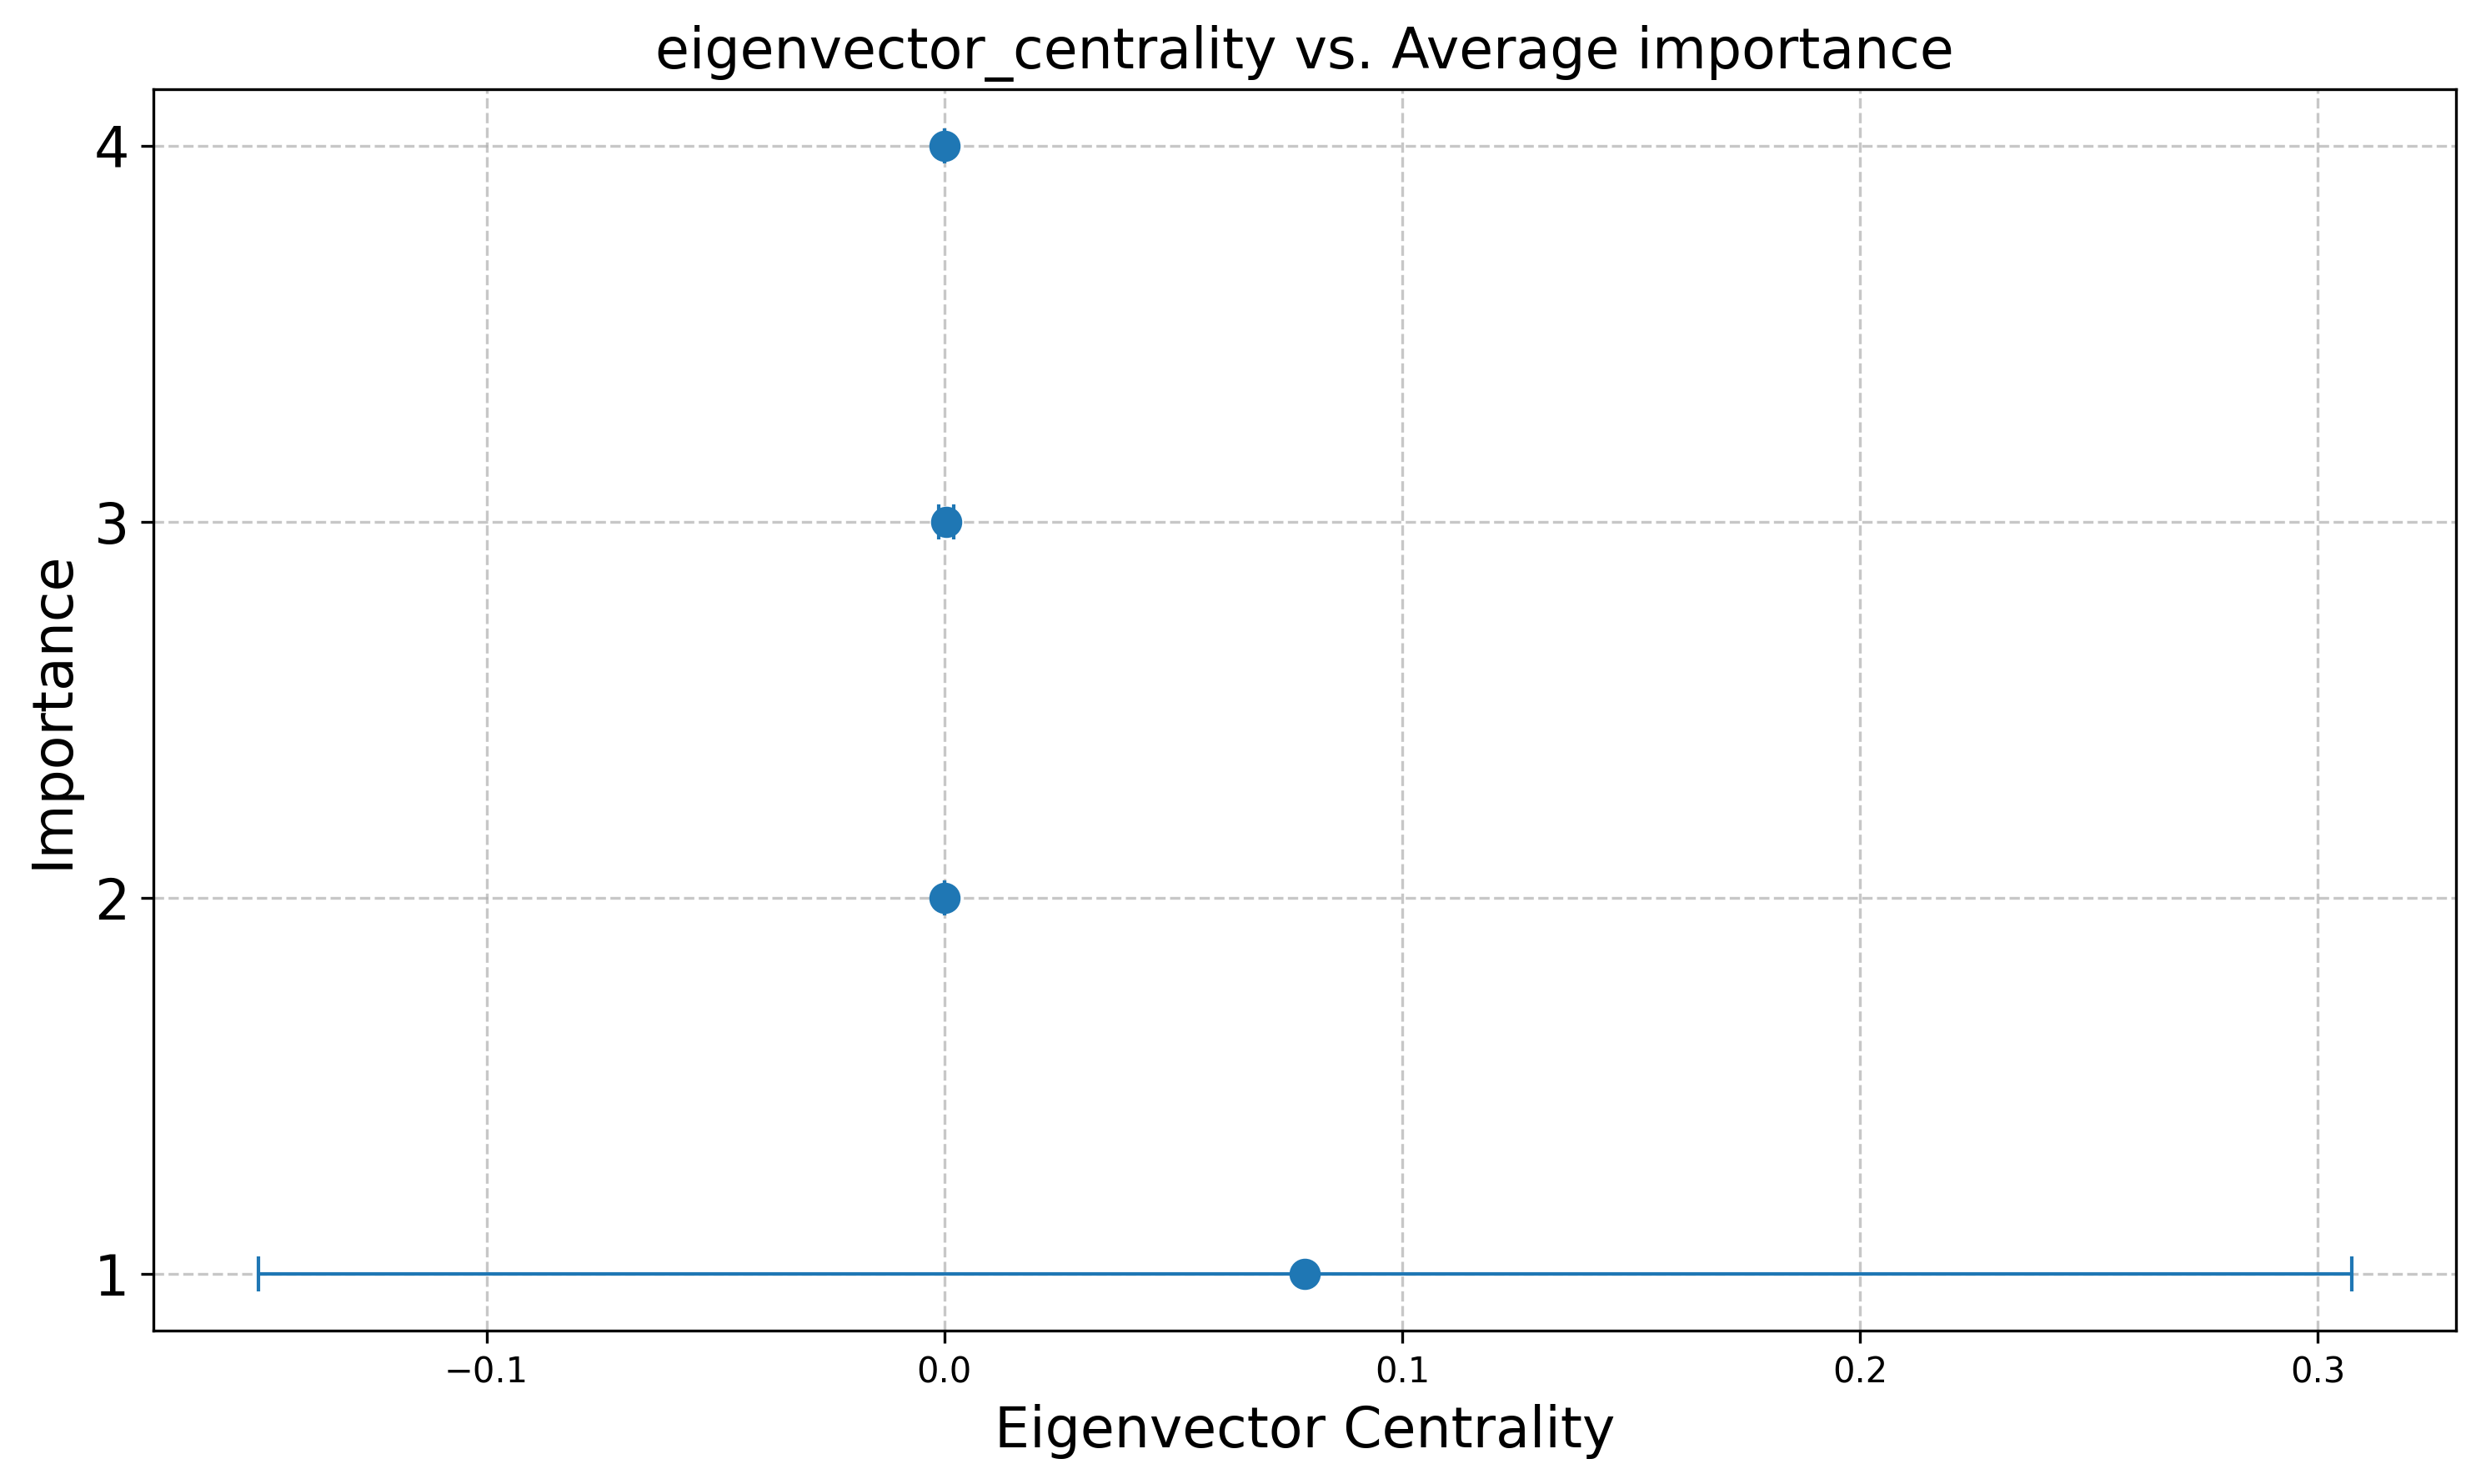 eigenvector_centrality vs. Average importance
Importance
4
3
2
1
−0.1 0.0 0.1 0.2 0.3
Eigenvector Centrality